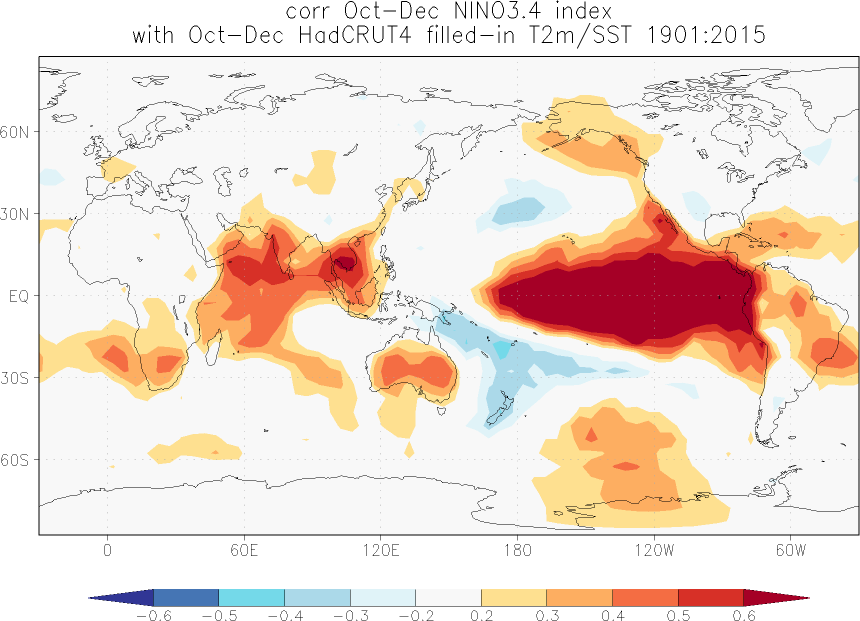 corr Oct-Dec NINO3.4 index
with Oct-Dec HadCRUT4 filled-in T2m/SST 1901:2015
60N
30N
EQ
30S
60S
0 60E 120E 180 120W 60W
-0.6 -0.5 -0.4 -0.3 -0.2 0.2 0.3 0.4 0.5 0.6